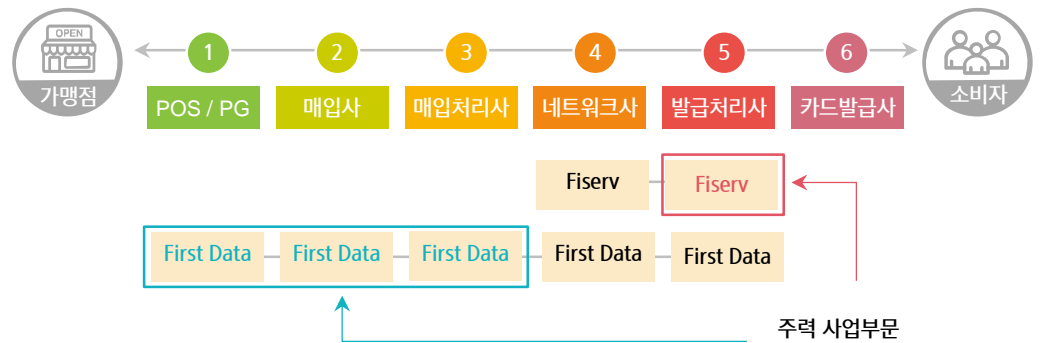 OPEN
가맹점
1
2
3
4
5
6
소비자
POS / PG
매입사
매입처리사
네트워크사
발급처리사
카드발급사
Fiserv
Fiserv
First Data
First Data
First Data
First Data
First Data
주력 사업부문